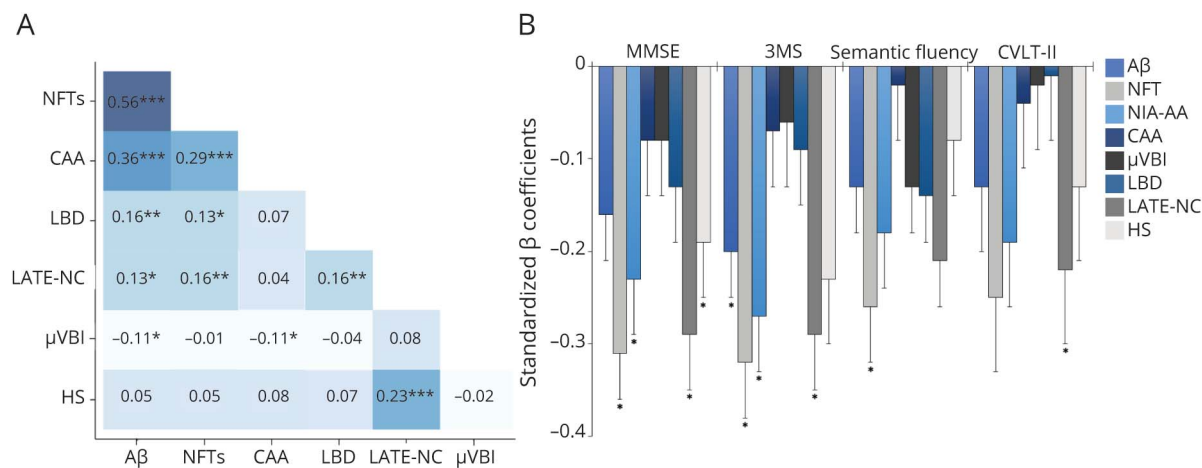 A
NFTs
0.56***
CAA
0.36***
0.29***
LBD
0.16**
0.13*
0.07
LATE-NC
0.13*
0.16**
0.04
0.16**
μVBI
–0.11*
–0.01
–0.11*
–0.04
0.08
HS
0.05
0.05
0.08
0.07
0.23***
–0.02
Aβ
NFTs
CAA
LBD
LATE-NC
μVBI
B
MMSE
3MS
Semantic fluency
CVLT-II
Standardized β coefficients
0
–0.1
–0.2
–0.3
–0.4
*
*
*
*
*
*
*
*
*
*
Aβ
NFT
NIA-AA
CAA
μVBI
LBD
LATE-NC
HS